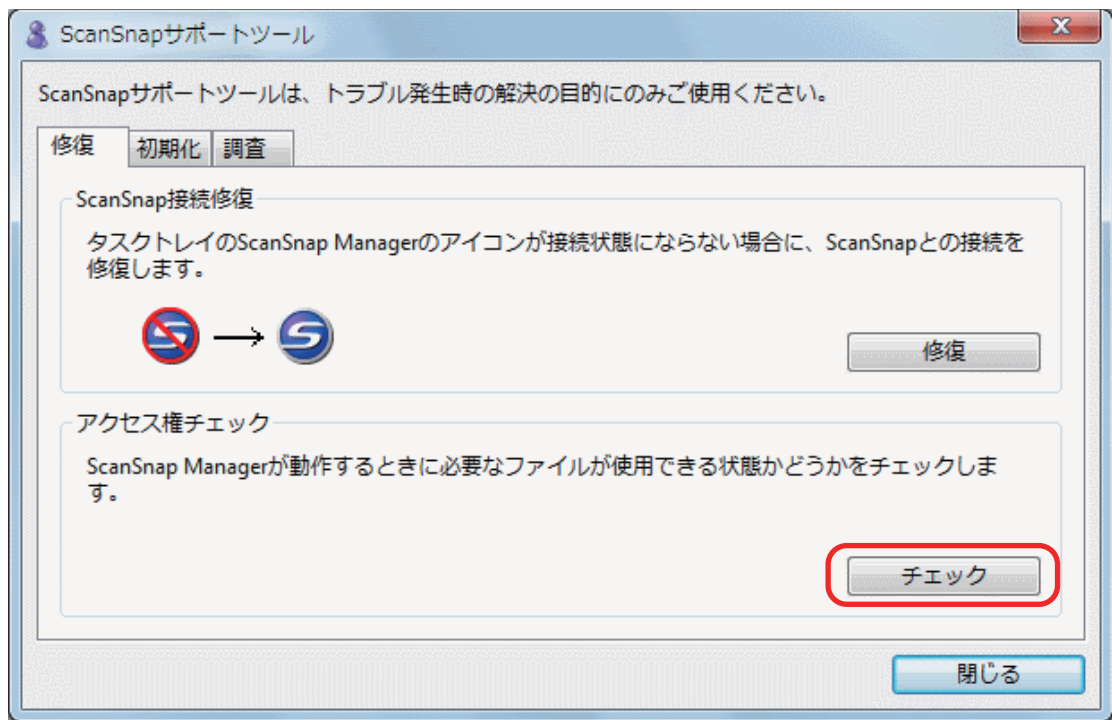 ScanSnapサポートツール
ScanSnapサポートツールは、トラブル発生時の解決の目的にのみご使用ください。
修復
初期化
調査
ScanSnap接続修復
タスクトレイのScanSnap Managerのアイコンが接続状態にならない場合に、ScanSnapとの接続を
修復します。
修復
アクセス権チェック
ScanSnap Managerが動作するときに必要なファイルが使用できる状態かどうかをチェックしま
す。
チェック
閉じる